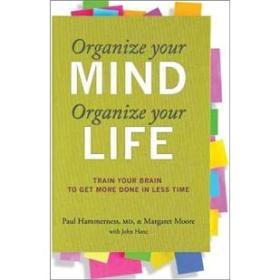 Organize your
MIND
Organize your
LIFE
TRAIN YOUR BRAIN
TO GET MORE DONE IN LESS TIME
Paul Hammerness, MD, & Margaret Moore
with John Hanc